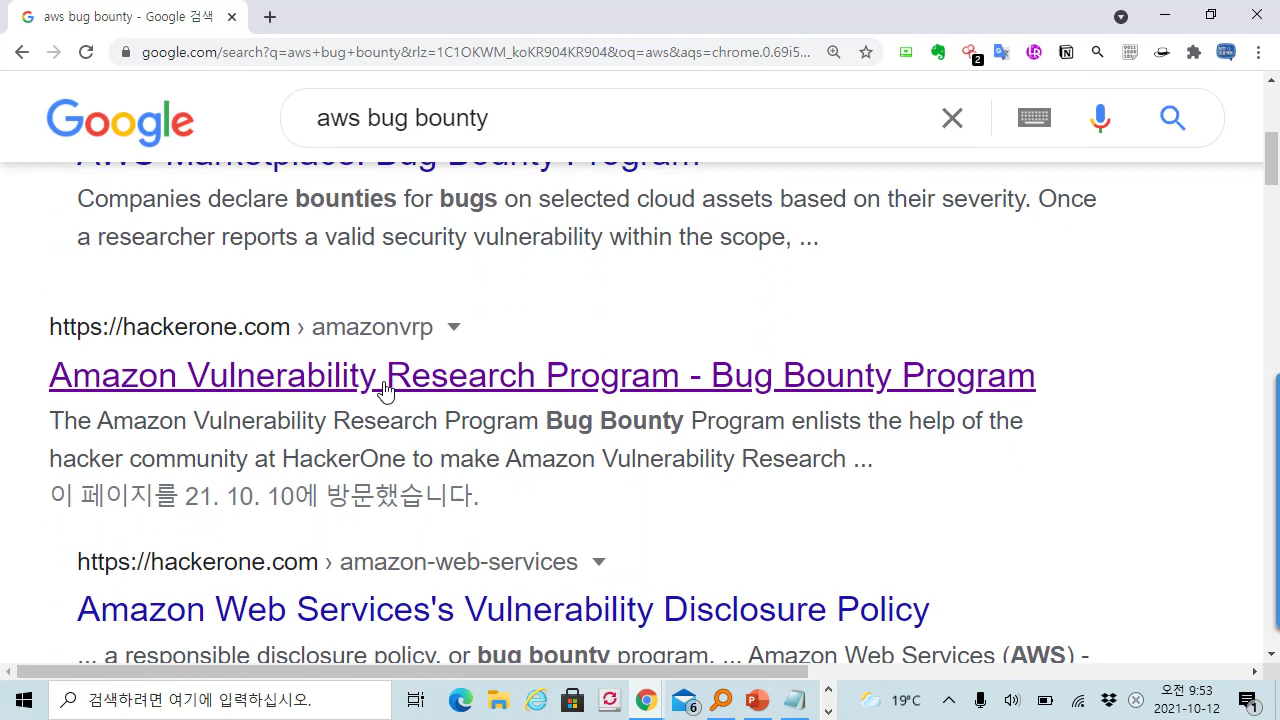 aws bug bounty - Google 검색
google.com/search?q=aws+bug+bounty&rlz=1C1OKWM_koKR904KR904&oq=aws&aqs=chrome.0.69i5...
2
Google
aws bug bounty
AWS Marketplace: Bug Bounty Program
Companies declare bounties for bugs on selected cloud assets based on their severity. Once
a researcher reports a valid security vulnerability within the scope, ...
https://hackerone.com › amazonvrp
Amazon Vulnerability Research Program - Bug Bounty Program
The Amazon Vulnerability Research Program Bug Bounty Program enlists the help of the
hacker community at HackerOne to make Amazon Vulnerability Research ...
이 페이지를 21. 10. 10에 방문했습니다.
https://hackerone.com › amazon-web-services
Amazon Web Services's Vulnerability Disclosure Policy
... a responsible disclosure policy, or bug bounty program. ... Amazon Web Services (AWS) -
검색하려면 여기에 입력하십시오.
6
19°C
오전 9:53
2021-10-12
1